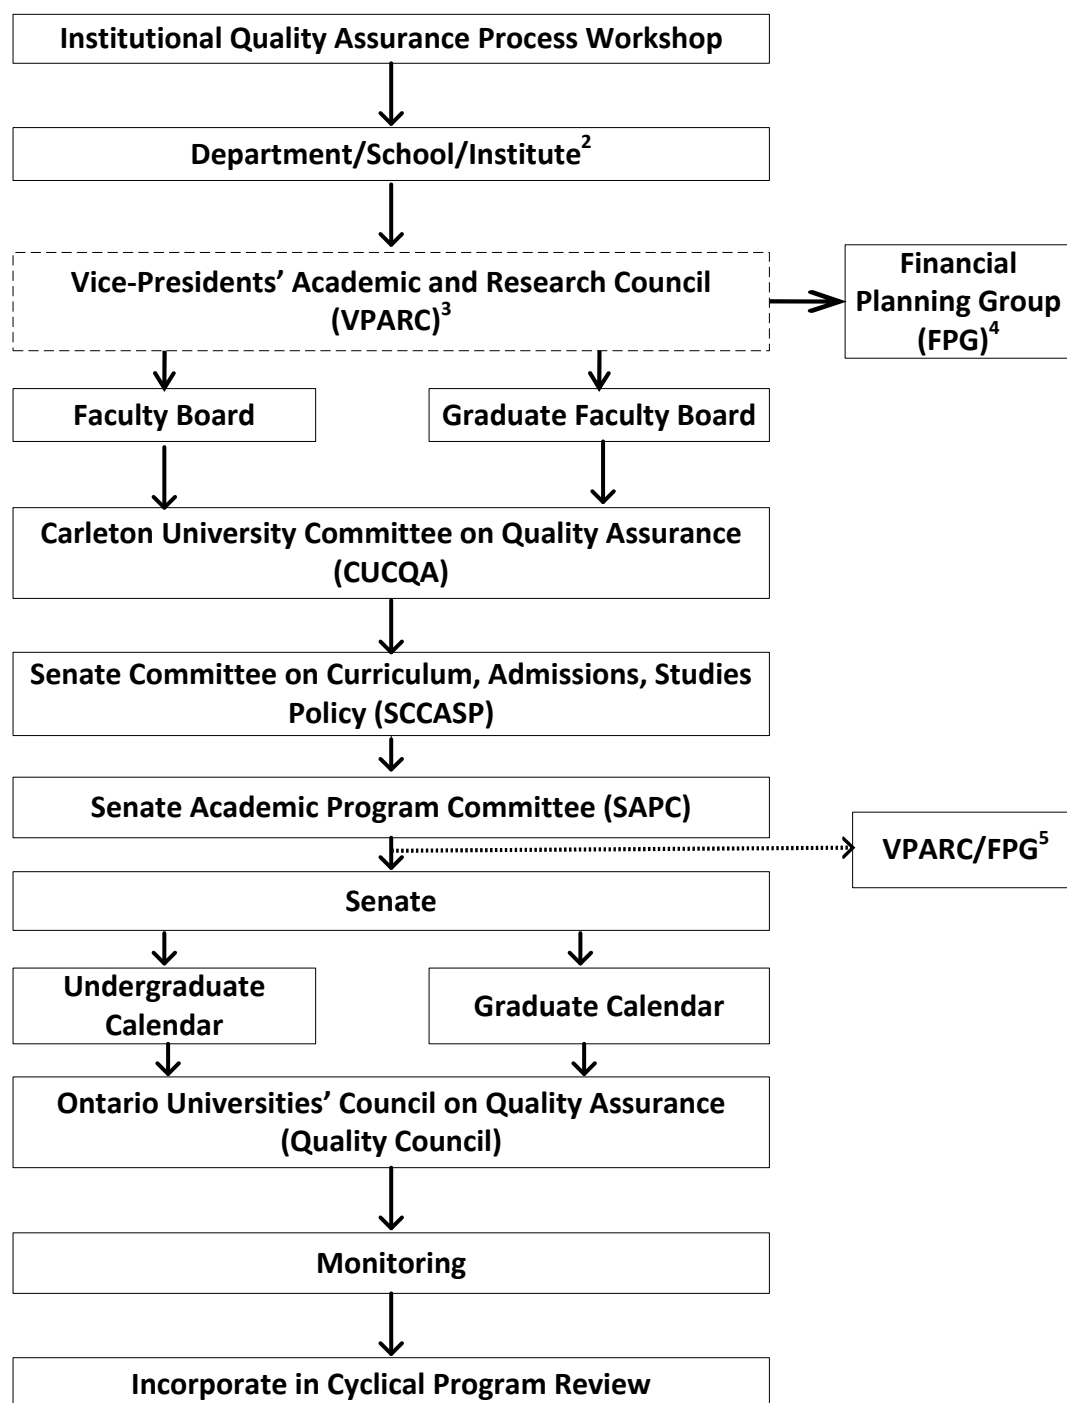 Institutional Quality Assurance Process Workshop
Department/School/Institute²
Vice-Presidents’ Academic and Research Council
(VPARC)³
Financial
Planning Group
(FPG)⁴
Faculty Board
Graduate Faculty Board
Carleton University Committee on Quality Assurance
(CUCQA)
Senate Committee on Curriculum, Admissions, Studies
Policy (SCCASP)
Senate Academic Program Committee (SAPC)
VPARC/FPG⁵
Senate
Undergraduate
Calendar
Graduate Calendar
Ontario Universities’ Council on Quality Assurance
(Quality Council)
Monitoring
Incorporate in Cyclical Program Review